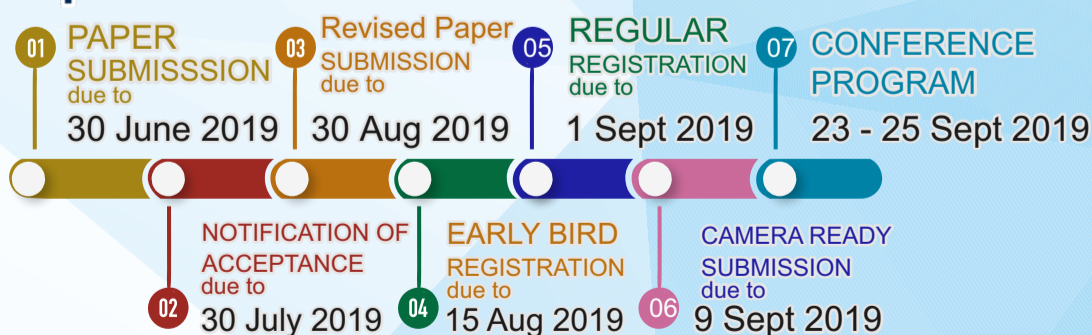 01
PAPER
SUBMISSSION
due to
30 June 2019
03
Revised Paper
SUBMISSION
due to
30 Aug 2019
05
REGULAR
REGISTRATION
due to
1 Sept 2019
07
CONFERENCE
PROGRAM
23 - 25 Sept 2019
02
NOTIFICATION OF
ACCEPTANCE
due to
30 July 2019
04
EARLY BIRD
REGISTRATION
due to
15 Aug 2019
06
CAMERA READY
SUBMISSION
due to
9 Sept 2019